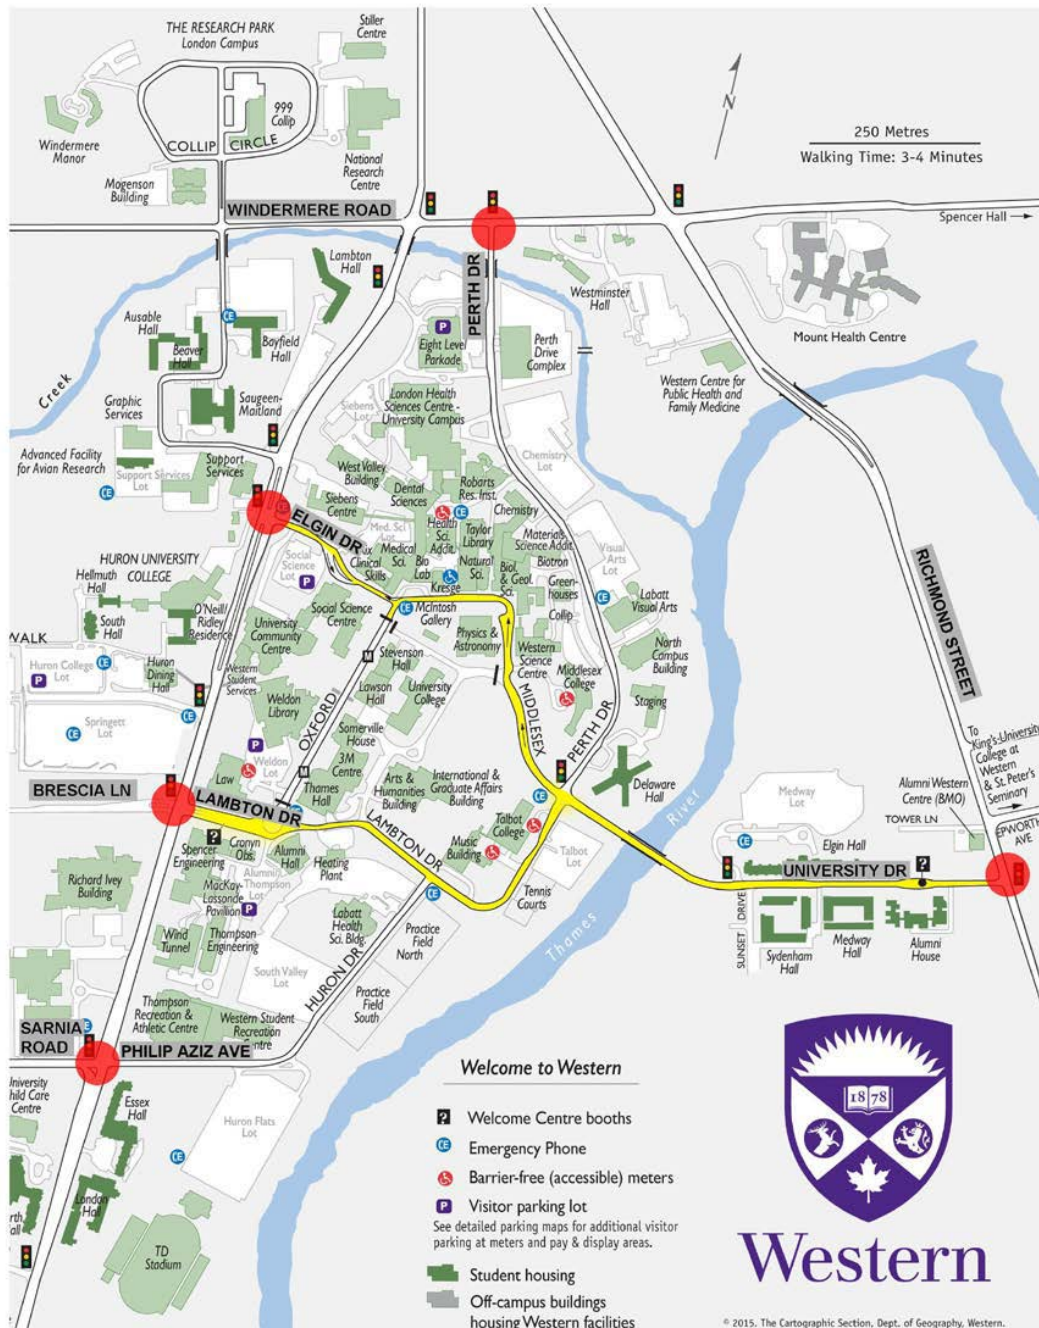 THE RESEARCH PARK
London Campus
Stiller
Centre
999
Collip
COLLIP CIRCLE
Windermere
Manor
Mogenson
Building
National
Research
Centre
N
250 Metres
Walking Time: 3-4 Minutes
WINDERMERE ROAD
Spencer Hall
Lambton
Hall
PERTH DR
Westminster
Hall
Mount Health Centre
Ausable
Hall
Beaver
Hall
Bayfield
Hall
P
Eight Level
Parkade
Perth
Drive
Complex
Western Centre for
Public Health and
Family Medicine
Creek
Graphic
Services
Saugeen-
Maitland
Siebens
Lot
London Health
Sciences Centre -
University Campus
Chemistry
Lot
Advanced Facility
for Avian Research
Support Services
Lot
Support
Services
West Valley
Building
Dental
Sciences
Robarts
Res. Inst.
Siebens
Centre
Chemistry
ELGIN DR
Med. Sci
Lot
Health
Sci.
Addit.
Taylor
Library
Materials
Science Addit.
Visual
Arts Lot
Social
Science
Lot
Clinical
Skills
Medical
Sci.
Bio
Lab
Natural
Sci.
Biol.
& Geol.
Sci.
Biotron
HURON UNIVERSITY
COLLEGE
Hellmuth
Hall
Kresge
Green-
houses
Labatt
Visual Arts
South
Hall
O'Neill/
Ridley
Residence
Social Science
Centre
McIntosh
Gallery
Collip
RICHMOND STREET
WALK
University
Community
Centre
Physics &
Astronomy
Western
Science
Centre
North
Campus
Building
Huron College
Lot
Huron
Dining
Hall
Western
Student
Services
Stevenson
Hall
Middlesex
College
Springett
Lot
Weldon
Library
OXFORD
Lawson
Hall
University
College
MIDDLESEX
Staging
PERTH DR
Somerville
House
Weldon
Lot
3M
Centre
To
King's University
College at
Western
& St. Peter's
Seminary
BRESCIA LN
Law
LAMBTON DR
Thames
Hall
Arts &
Humanities
Building
International &
Graduate Affairs
Building
Delaware
Hall
Medway
Lot
Alumni Western
Centre (BMO)
TOWER LN
EPWORTH
AVE
LAMBTON DR
Talbot
College
River
Elgin Hall
Spencer
Engineering
Cronyn
Obs.
Alumni
Hall
Heating
Plant
Music
Building
Talbot
Lot
UNIVERSITY DR
Richard Ivey
Building
MacKay-
Lassonde
Pavilion
Alumni/
Thompson
Lot
Tennis
Courts
SUNSET DRIVE
Sydenham
Hall
Medway
Hall
Alumni
House
Wind
Tunnel
Thompson
Engineering
Labatt
Health
Sci. Bldg.
Practice
Field
North
Thames
South Valley
Lot
HURON DR
Practice
Field
South
Thompson
Recreation &
Athletic Centre
Western Student
Recreation
Centre
SARNIA
ROAD
PHILIP AZIZ AVE
Essex
Hall
Huron Flats
Lot
London
Hall
TD
Stadium
Welcome to Western
? Welcome Centre booths
CE Emergency Phone
Barrier-free (accessible) meters
P Visitor parking lot
See detailed parking maps for additional visitor
parking at meters and pay & display areas.
Student housing
Off-campus buildings
housing Western facilities
18 78
Western
© 2015. The Cartographic Section, Dept. of Geography, Western.